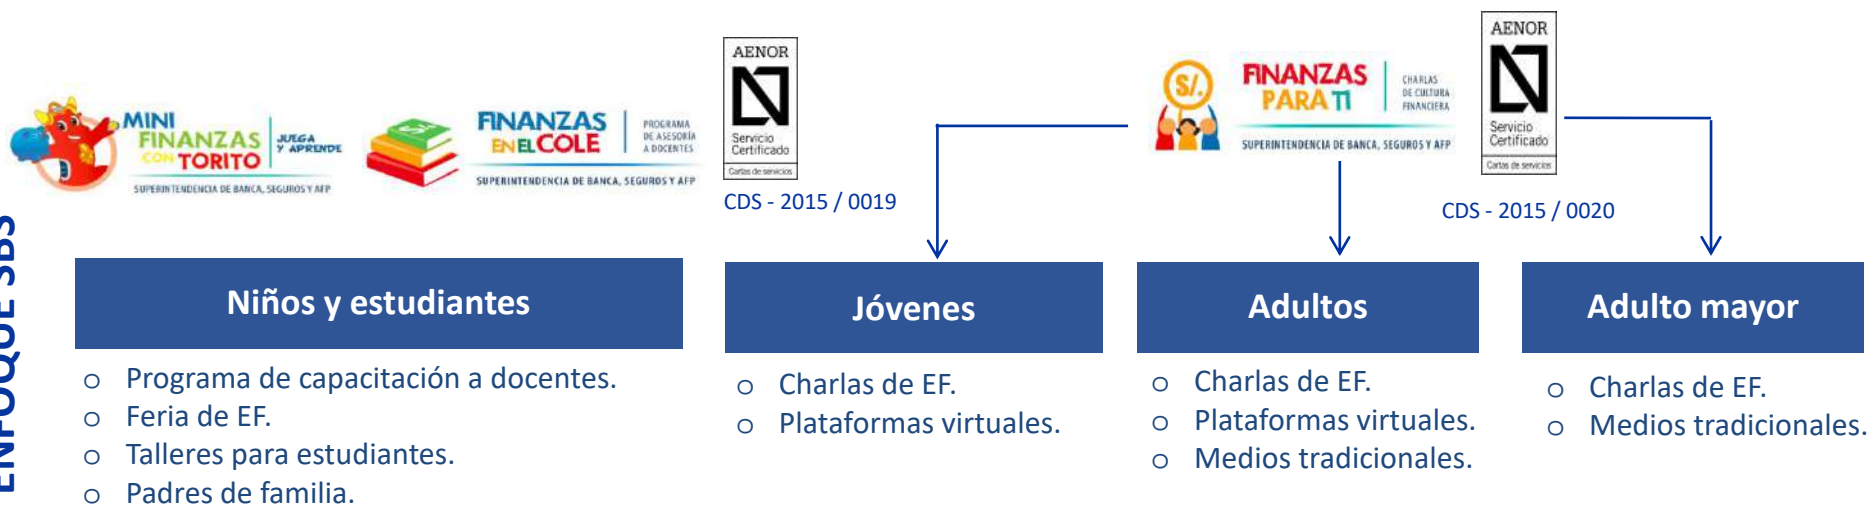 MINI
FINANZAS
CON TORITO
JUEGA
Y APRENDE
SUPERINTENDENCIA DE BANCA, SEGUROS Y AFP
FINANZAS
EN EL COLE
PROGRAMA
DE ASESORÍA
A DOCENTES
SUPERINTENDENCIA DE BANCA, SEGUROS Y AFP
AENOR
N
Servicio
Certificado
Cartas de servicios
CDS - 2015 / 0019
S/.
FINANZAS
PARA TI
CHARLAS
DE CULTURA
FINANCIERA
SUPERINTENDENCIA DE BANCA, SEGUROS Y AFP
AENOR
N
Servicio
Certificado
Cartas de servicios
CDS - 2015 / 0020
ENFOQUE SBS
Niños y estudiantes
o Programa de capacitación a docentes.
o Feria de EF.
o Talleres para estudiantes.
o Padres de familia.
Jóvenes
o Charlas de EF.
o Plataformas virtuales.
Adultos
o Charlas de EF.
o Plataformas virtuales.
o Medios tradicionales.
Adulto mayor
o Charlas de EF.
o Medios tradicionales.